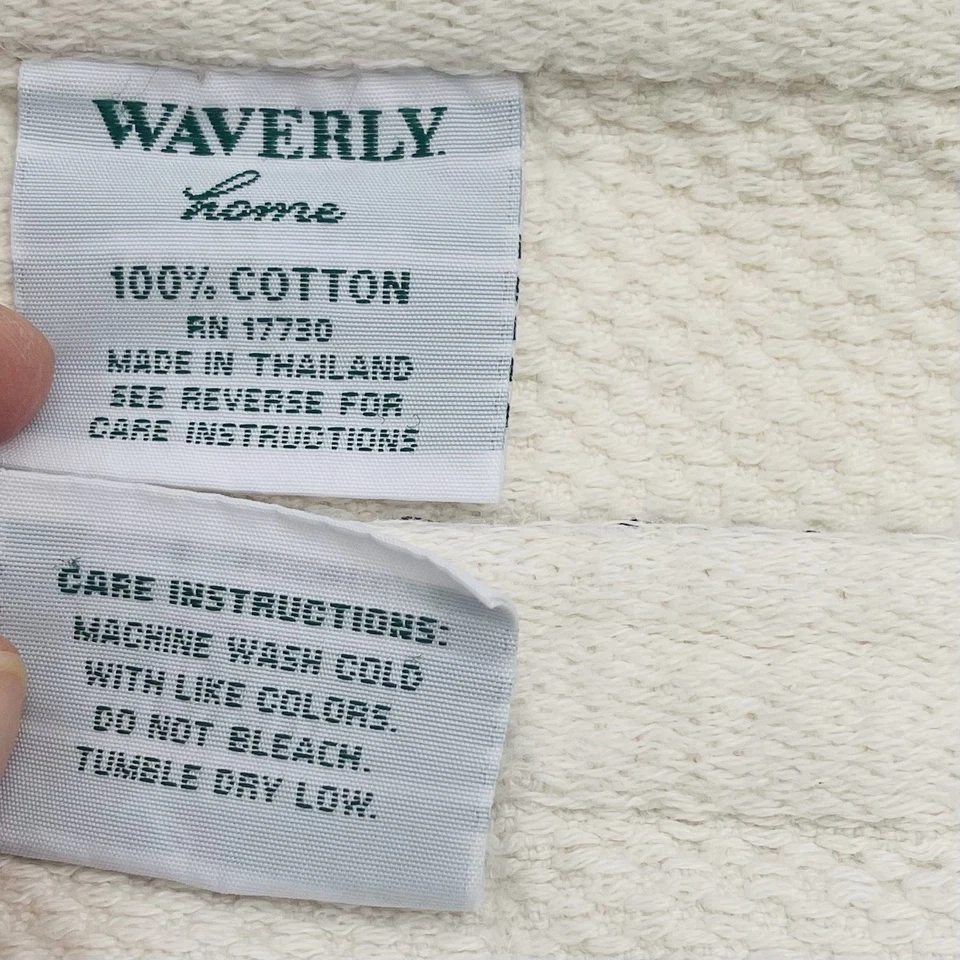 WAVERLY.
home
100% COTTON
RN 17730
MADE IN THAILAND
SEE REVERSE FOR
CARE INSTRUCTIONS
CARE INSTRUCTIONS:
MACHINE WASH COLD
WITH LIKE COLORS.
DO NOT BLEACH.
TUMBLE DRY LOW.